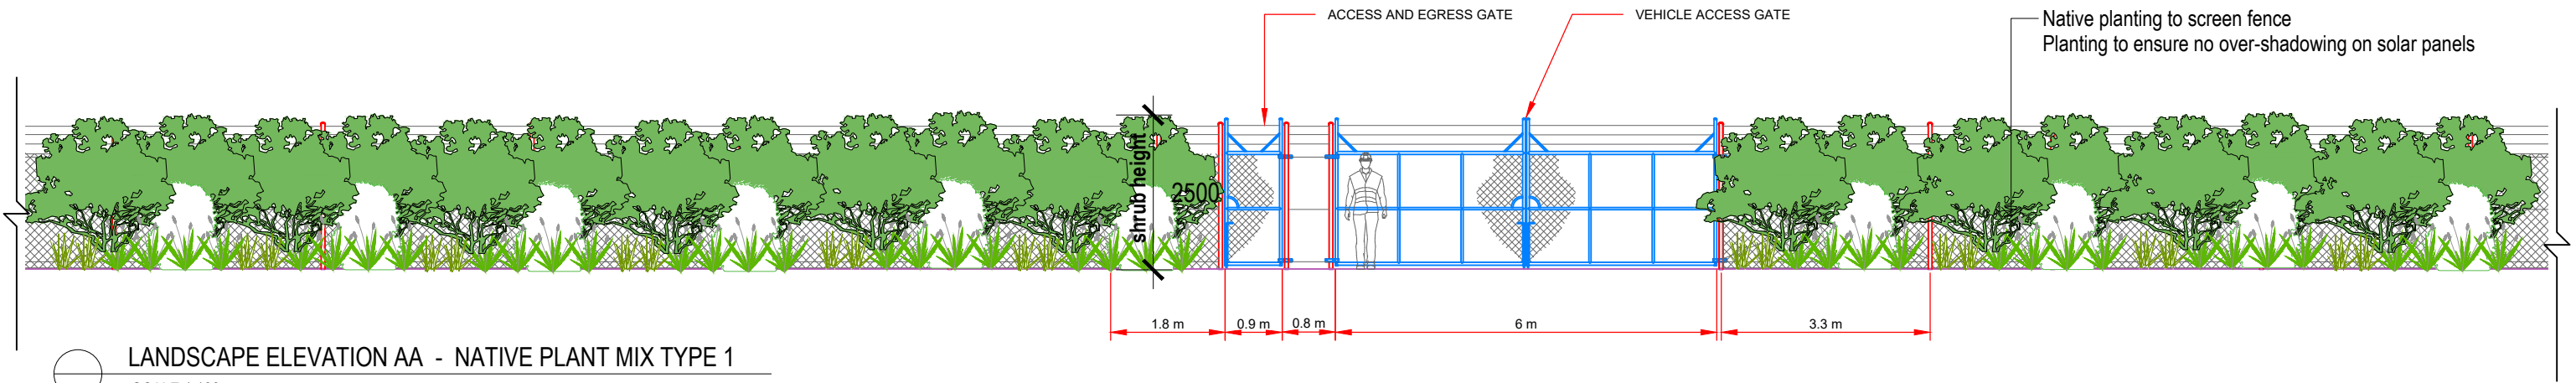 ACCESS AND EGRESS GATE
VEHICLE ACCESS GATE
Native planting to screen fence
Planting to ensure no over-shadowing on solar panels
shrub height
2500
1.8 m
0.9 m
0.8 m
6 m
3.3 m
LANDSCAPE ELEVATION AA - NATIVE PLANT MIX TYPE 1